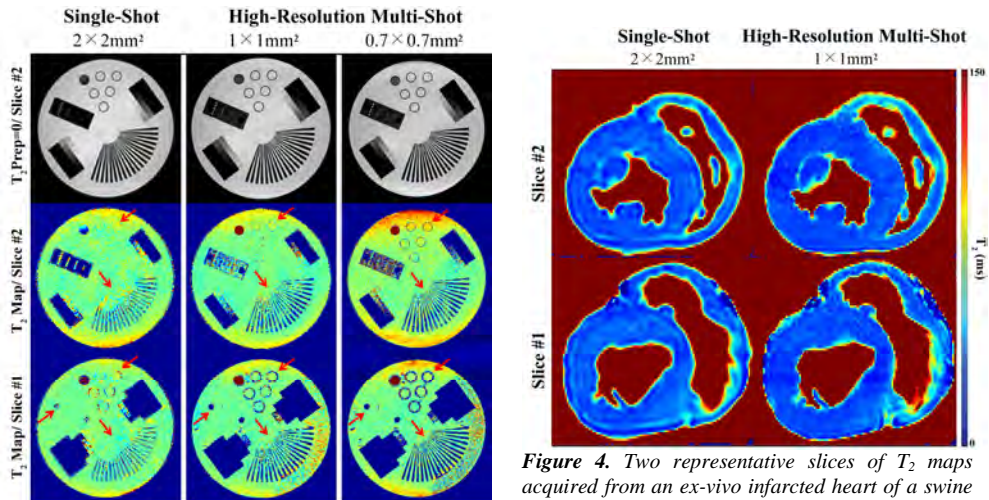 Single-Shot
High-Resolution Multi-Shot
2×2mm²
1×1mm²
0.7×0.7mm²
T₂Prep=0/ Slice #2
T₂ Map/ Slice #2
T₂ Map/ Slice #1
Single-Shot
High-Resolution Multi-Shot
2×2mm²
1×1mm²
Slice #2
Slice #1
150
T₂ (ms)
0
Figure 4. Two representative slices of T₂ maps
acquired from an ex-vivo infarcted heart of a swine